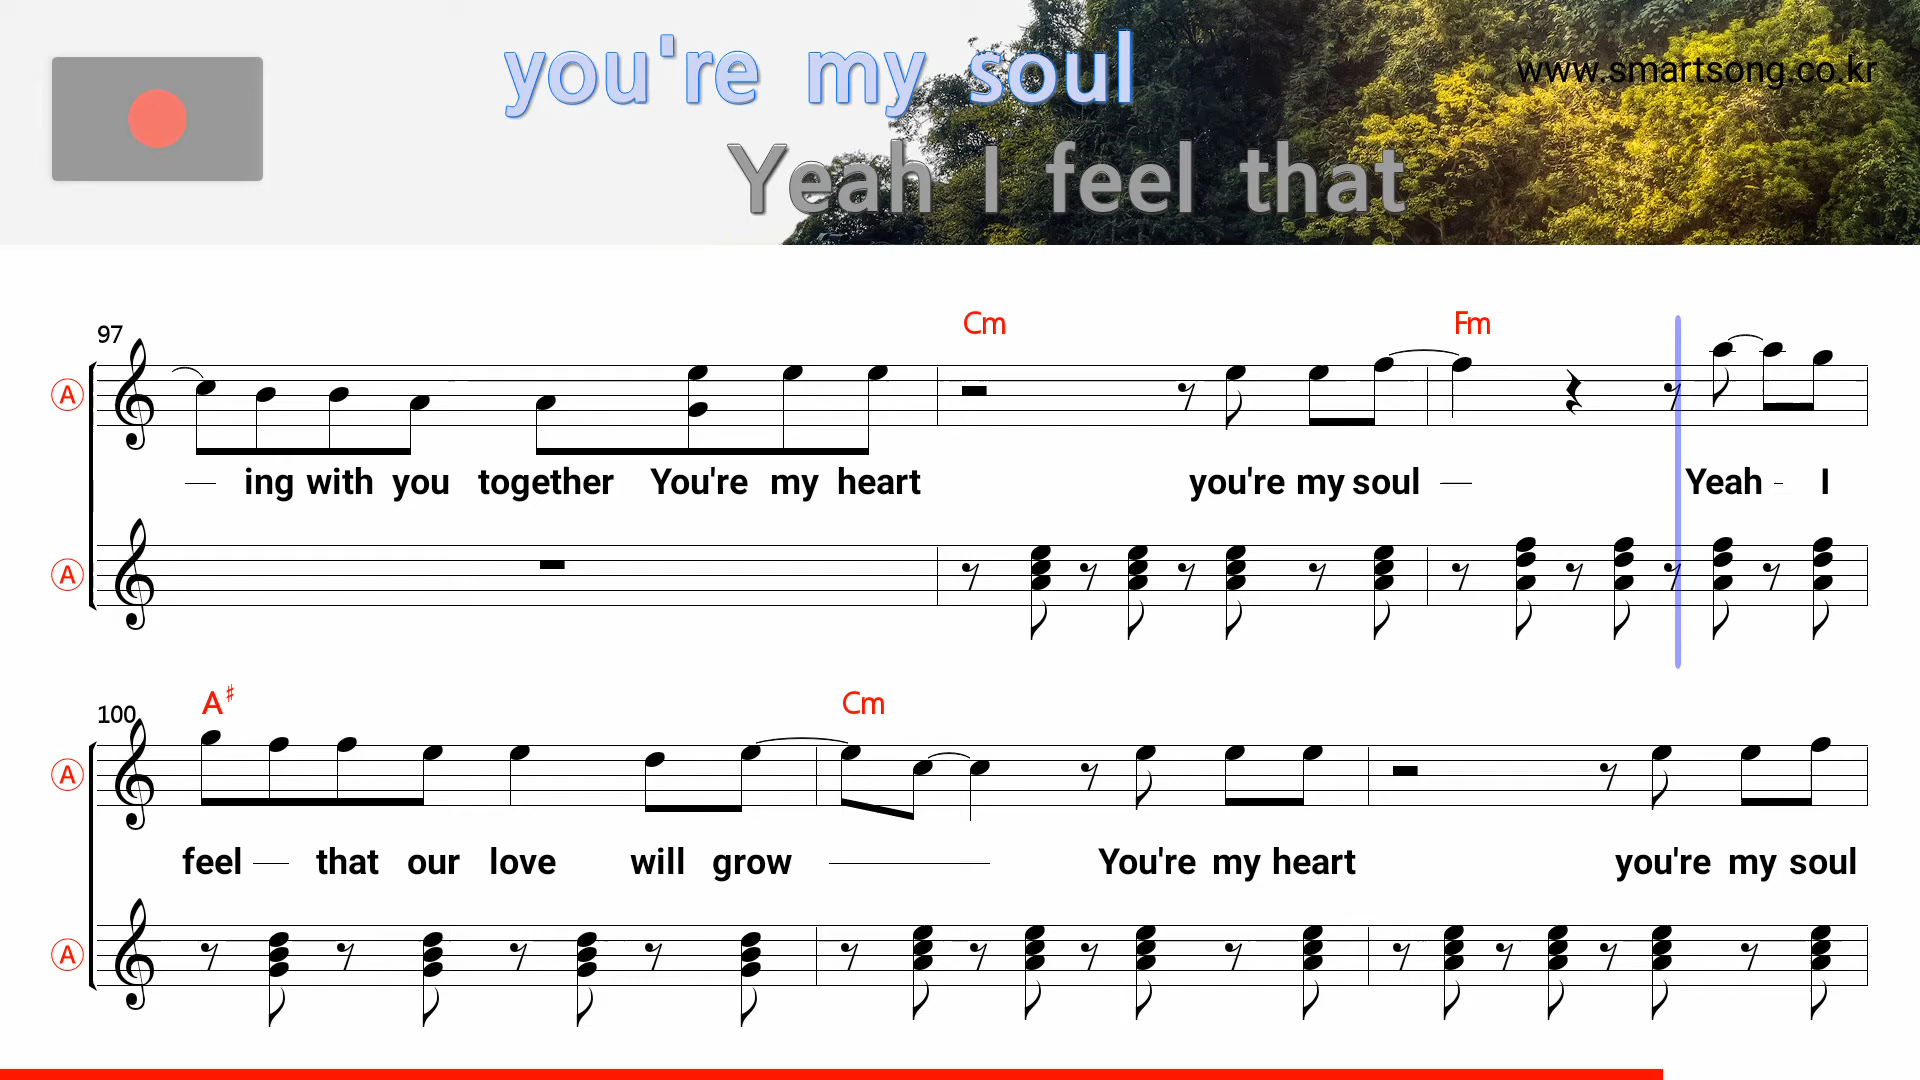 you're my soul
www.smartsong.co.kr
Yeah I feel that
Cm Fm
97
A
ing with you together You're my heart you're my soul Yeah - I
A
A♯ Cm
100
A
feel that our love will grow You're my heart you're my soul
A